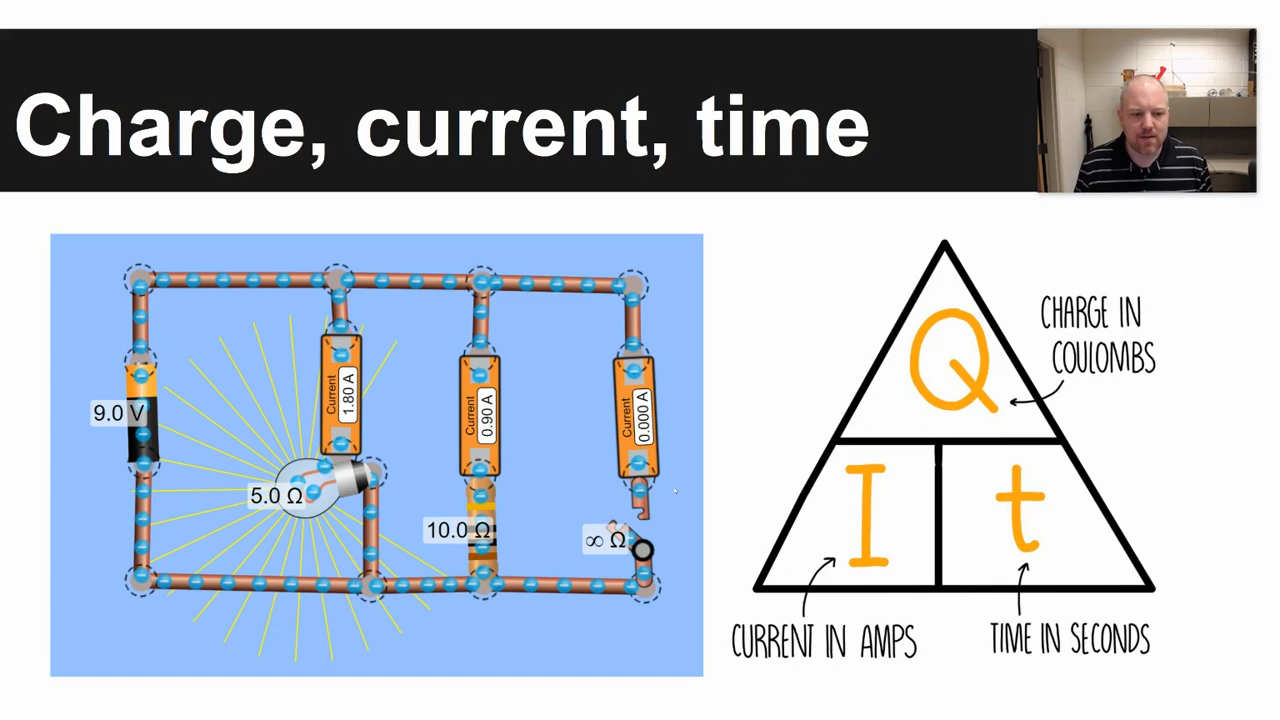 Charge, current, time
9.0 V
Current
1.80 A
5.0 Ω
Current
0.90 A
10.0 Ω
Current
0.000 A
∞ Ω
Q
CHARGE IN
COULOMBS
I
t
CURRENT IN AMPS
TIME IN SECONDS